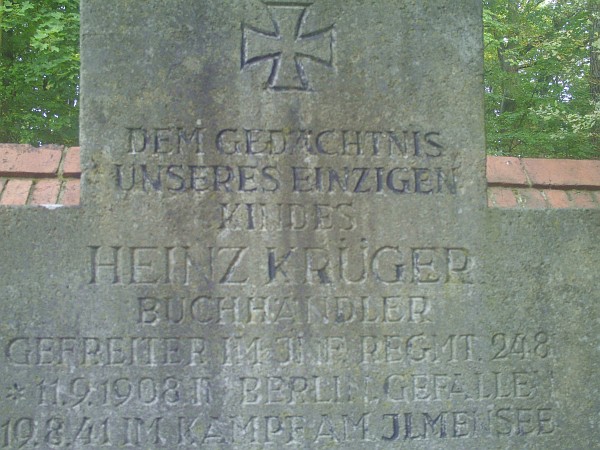 DEM GEDÄCHTNIS
UNSERES EINZIGEN
KINDES
HEINZ KRÜGER
BUCHHÄNDLER
GEFREITER IM JNF. REGMT. 248
* 11.9.1908 IN BERLIN, GEFALLEN
19.8.41 IM KAMPF AM JLMENSEE